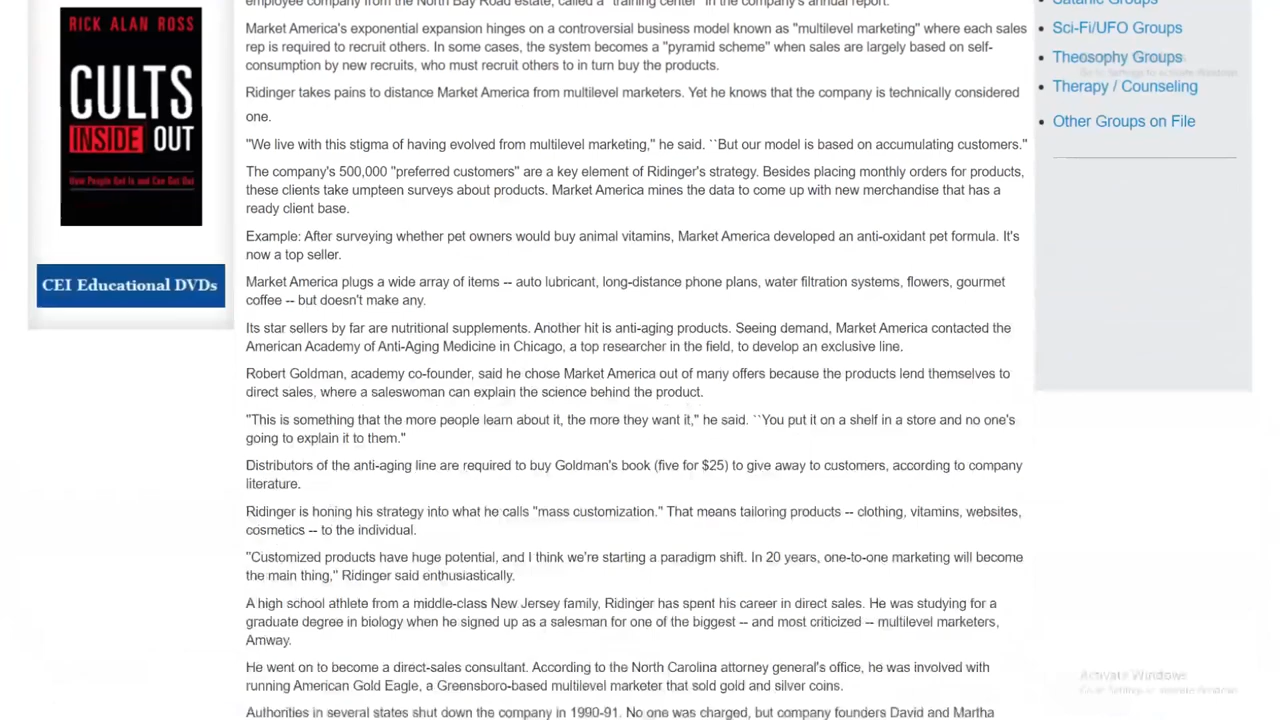 RICK ALAN ROSS
CULTS
INSIDE OUT
How People Get In and Can Get Out
CEI Educational DVDs
employee company from the North Bay Road estate, called a "training center" in the company's annual report.
Market America's exponential expansion hinges on a controversial business model known as "multilevel marketing" where each sales
rep is required to recruit others. In some cases, the system becomes a "pyramid scheme" when sales are largely based on self-
consumption by new recruits, who must recruit others to in turn buy the products.
Ridinger takes pains to distance Market America from multilevel marketers. Yet he knows that the company is technically considered
one.
"We live with this stigma of having evolved from multilevel marketing," he said. ``But our model is based on accumulating customers."
The company's 500,000 "preferred customers" are a key element of Ridinger's strategy. Besides placing monthly orders for products,
these clients take umpteen surveys about products. Market America mines the data to come up with new merchandise that has a
ready client base.
Example: After surveying whether pet owners would buy animal vitamins, Market America developed an anti-oxidant pet formula. It's
now a top seller.
Market America plugs a wide array of items -- auto lubricant, long-distance phone plans, water filtration systems, flowers, gourmet
coffee -- but doesn't make any.
Its star sellers by far are nutritional supplements. Another hit is anti-aging products. Seeing demand, Market America contacted the
American Academy of Anti-Aging Medicine in Chicago, a top researcher in the field, to develop an exclusive line.
Robert Goldman, academy co-founder, said he chose Market America out of many offers because the products lend themselves to
direct sales, where a saleswoman can explain the science behind the product.
"This is something that the more people learn about it, the more they want it," he said. ``You put it on a shelf in a store and no one's
going to explain it to them."
Distributors of the anti-aging line are required to buy Goldman's book (five for $25) to give away to customers, according to company
literature.
Ridinger is honing his strategy into what he calls "mass customization." That means tailoring products -- clothing, vitamins, websites,
cosmetics -- to the individual.
"Customized products have huge potential, and I think we're starting a paradigm shift. In 20 years, one-to-one marketing will become
the main thing," Ridinger said enthusiastically.
A high school athlete from a middle-class New Jersey family, Ridinger has spent his career in direct sales. He was studying for a
graduate degree in biology when he signed up as a salesman for one of the biggest -- and most criticized -- multilevel marketers,
Amway.
He went on to become a direct-sales consultant. According to the North Carolina attorney general's office, he was involved with
running American Gold Eagle, a Greensboro-based multilevel marketer that sold gold and silver coins.
Authorities in several states shut down the company in 1990-91. No one was charged, but company founders David and Martha
Satanic Groups
Sci-Fi/UFO Groups
Theosophy Groups
Therapy / Counseling
Other Groups on File
Activate Windows
Go to Settings to activate Windows.